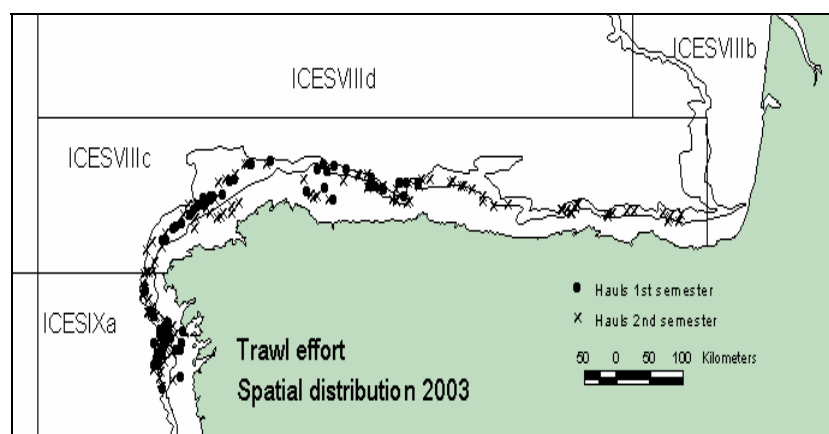 ICESVIIIb
ICESVIIId
ICESVIIIc
ICESIXa
Hauls 1st semester
Hauls 2nd semester
Trawl effort
Spatial distribution 2003
50 0 50 100 Kilometers